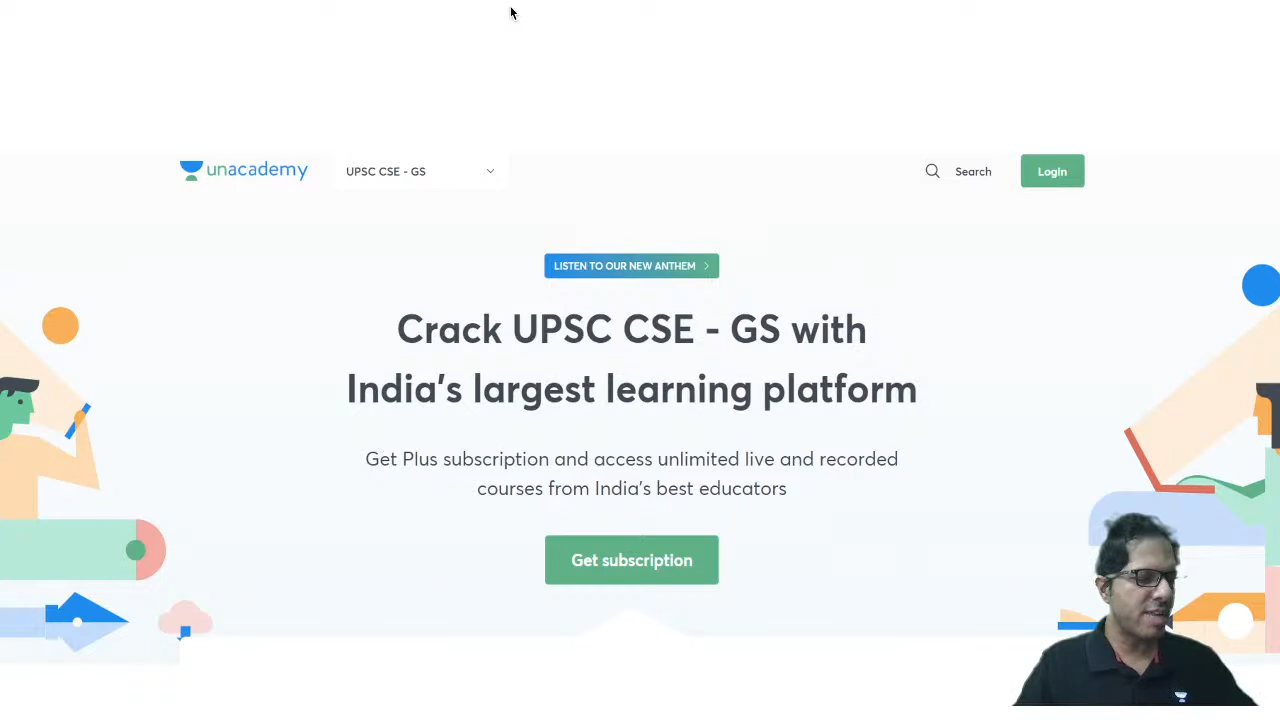 unacademy
UPSC CSE - GS
Search
Login
LISTEN TO OUR NEW ANTHEM
Crack UPSC CSE - GS with
India's largest learning platform
Get Plus subscription and access unlimited live and recorded
courses from India's best educators
Get subscription